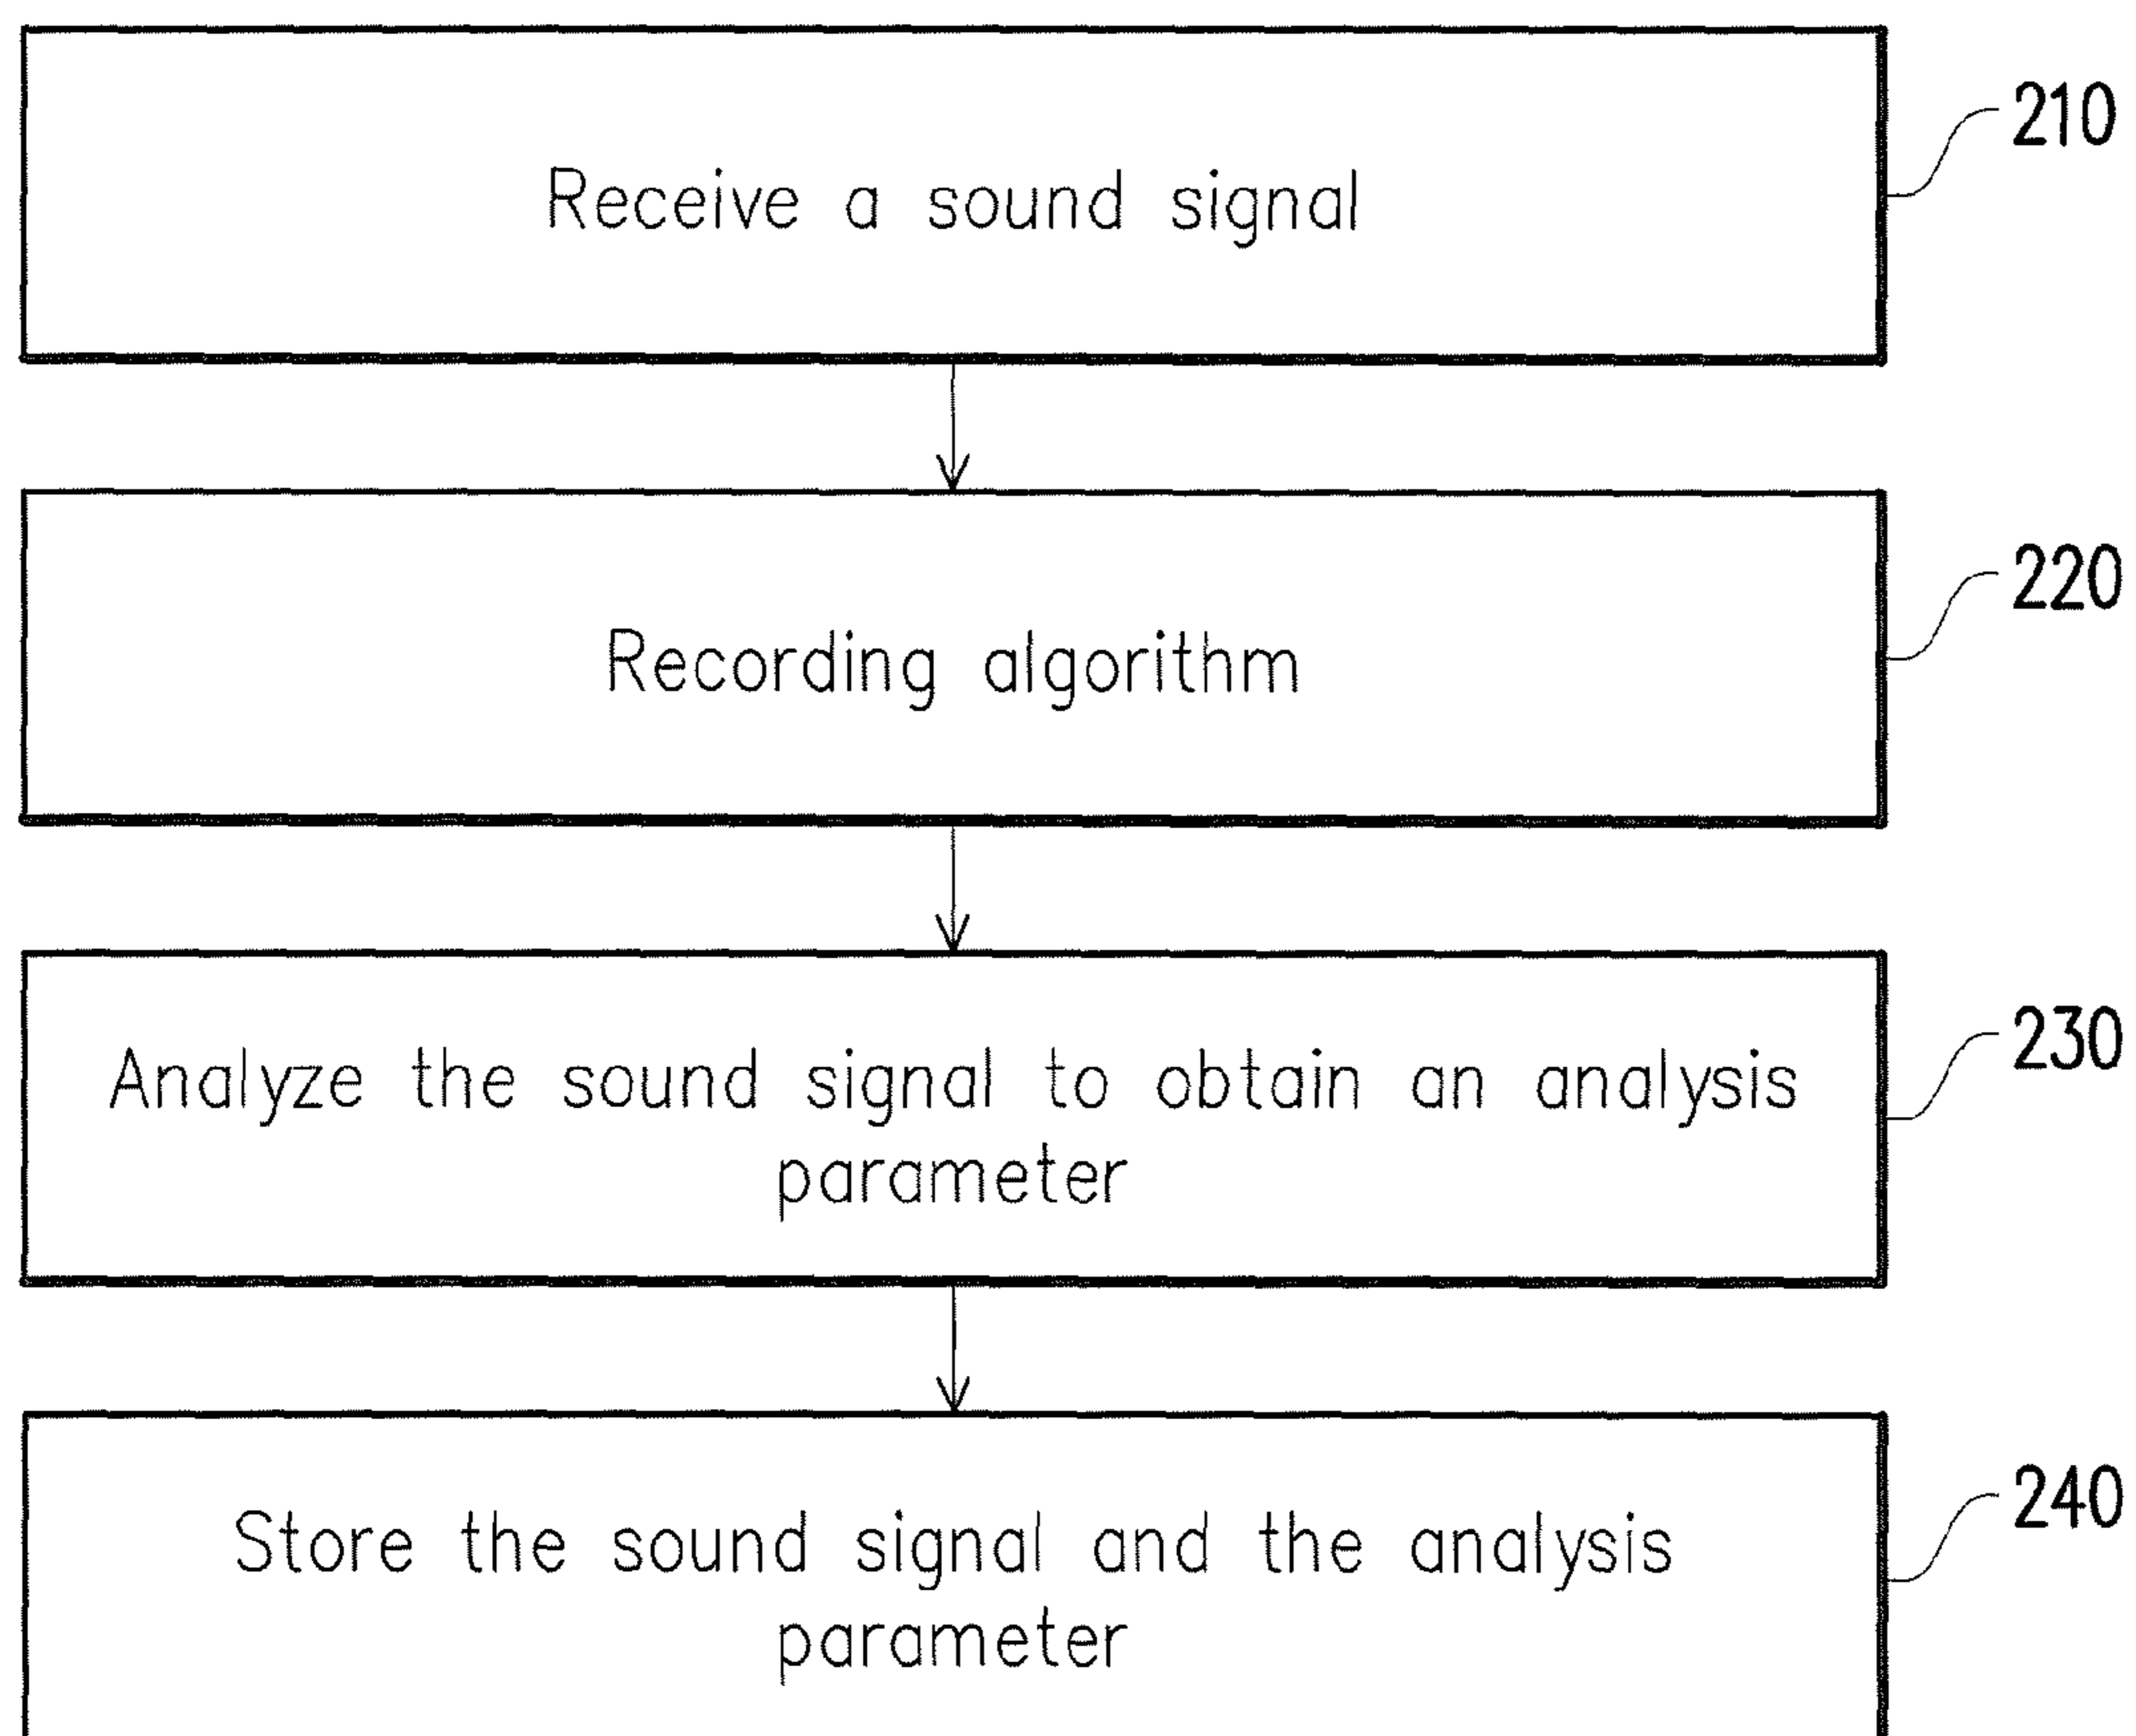 Receive a sound signal
210
Recording algorithm
220
Analyze the sound signal to obtain an analysis
parameter
230
Store the sound signal and the analysis
parameter
240